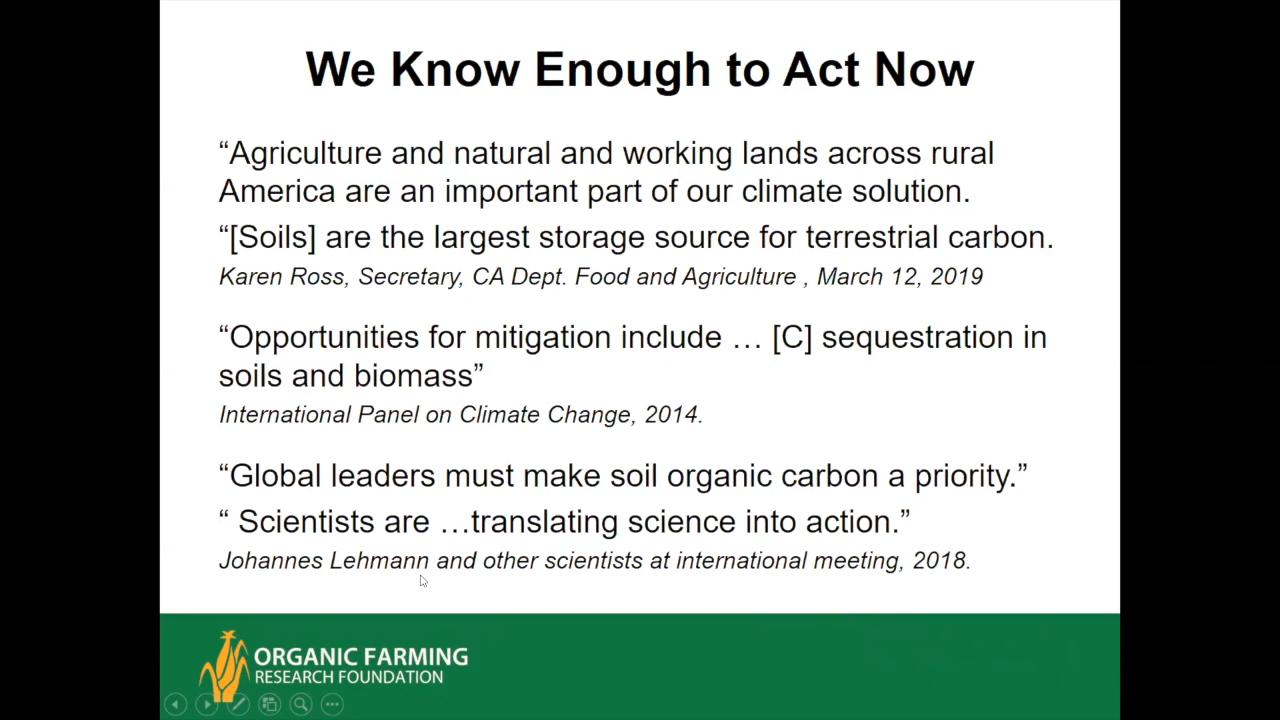 We Know Enough to Act Now
“Agriculture and natural and working lands across rural
America are an important part of our climate solution.
“[Soils] are the largest storage source for terrestrial carbon.
Karen Ross, Secretary, CA Dept. Food and Agriculture , March 12, 2019
“Opportunities for mitigation include … [C] sequestration in
soils and biomass”
International Panel on Climate Change, 2014.
“Global leaders must make soil organic carbon a priority.”
“ Scientists are …translating science into action.”
Johannes Lehmann and other scientists at international meeting, 2018.
ORGANIC FARMING
RESEARCH FOUNDATION